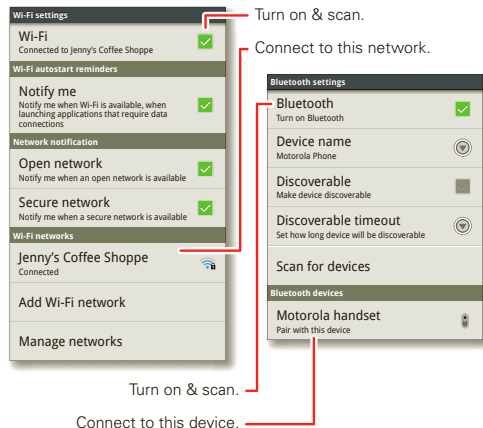 Wi-Fi settings
Wi-Fi
Connected to Jenny's Coffee Shoppe
Wi-Fi autostart reminders
Notify me
Notify me when Wi-Fi is available, when
launching applications that require data
connections
Network notification
Open network
Notify me when an open network is available
Secure network
Notify me when a secure network is available
Wi-Fi networks
Jenny's Coffee Shoppe
Connected
Add Wi-Fi network
Manage networks
Turn on & scan.
Connect to this network.
Bluetooth settings
Bluetooth
Turn on Bluetooth
Device name
Motorola Phone
Discoverable
Make device discoverable
Discoverable timeout
Set how long device will be discoverable
Scan for devices
Bluetooth devices
Motorola handset
Pair with this device
Turn on & scan.
Connect to this device.